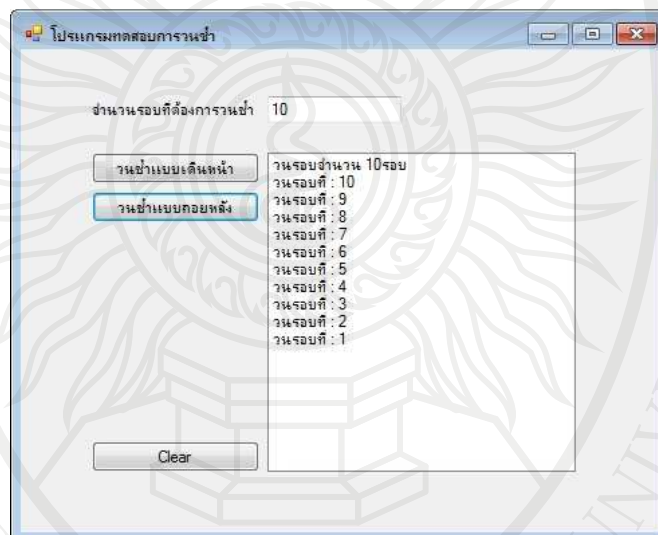 โปรแกรมทดสอบการวนซ้ำ
จำนวนรอบที่ต้องการวนซ้ำ 10
วนซ้ำแบบเดินหน้า
วนซ้ำแบบถอยหลัง
วนรอบจำนวน 10รอบ
วนรอบที่ : 10
วนรอบที่ : 9
วนรอบที่ : 8
วนรอบที่ : 7
วนรอบที่ : 6
วนรอบที่ : 5
วนรอบที่ : 4
วนรอบที่ : 3
วนรอบที่ : 2
วนรอบที่ : 1
Clear